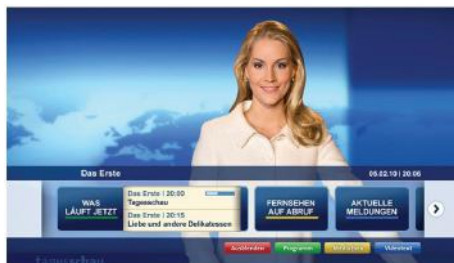 Das Erste
05.02.10 | 20:06
WAS
LÄUFT JETZT
Das Erste | 20:00
Tagesschau
Das Erste | 20:15
Liebe und andere Delikatessen
FERNSEHEN
AUF ABRUF
AKTUELLE
MELDUNGEN
Ausblenden
Programm
Videotext
tagesschau